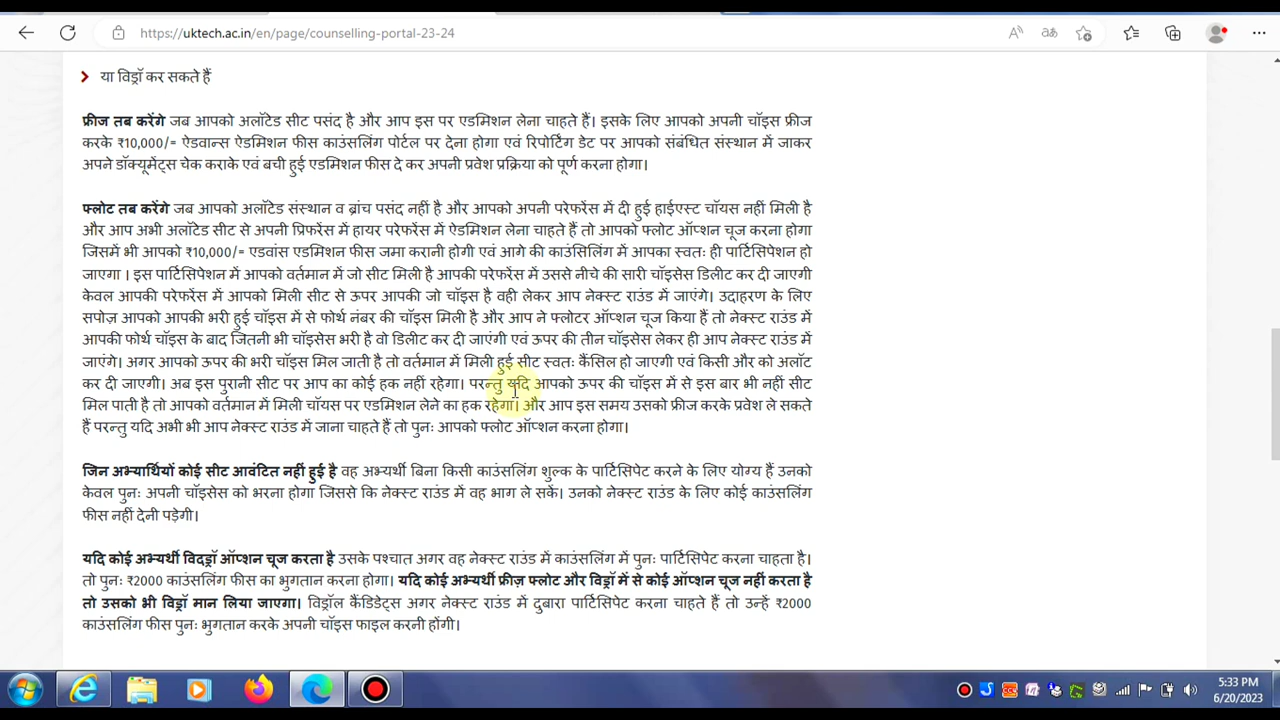 https://uktech.ac.in/en/page/counselling-portal-23-24
या विड्रॉ कर सकते हैं
फ्रीज तब करेंगे जब आपको अलॉटेड सीट पसंद है और आप इस पर एडमिशन लेना चाहते हैं। इसके लिए आपको अपनी चॉइस फ्रीज
करके ₹10,000/= ऐडवान्स ऐडमिशन फीस काउंसलिंग पोर्टल पर देना होगा एवं रिपोर्टिंग डेट पर आपको संबंधित संस्थान में जाकर
अपने डॉक्यूमेंट्स चेक कराके एवं बची हुई एडमिशन फीस दे कर अपनी प्रवेश प्रक्रिया को पूर्ण करना होगा।
फ्लोट तब करेंगे जब आपको अलॉटेड संस्थान व ब्रांच पसंद नहीं है और आपको अपनी परेफरेंस में दी हुई हाईएस्ट चॉयस नहीं मिली है
और आप अभी अलॉटेड सीट से अपनी प्रिफरेंस में हायर परेफरेंस में ऐडमिशन लेना चाहते हैं तो आपको फ्लोट ऑप्शन चूज करना होगा
जिसमें भी आपको ₹10,000/= एडवांस एडमिशन फीस जमा करानी होगी एवं आगे की काउंसिलिंग में आपका स्वतः ही पार्टिसिपेशन हो
जाएगा । इस पार्टिसिपेशन में आपको वर्तमान में जो सीट मिली है आपकी परेफरेंस में उससे नीचे की सारी चॉइसेस डिलीट कर दी जाएगी
केवल आपकी परेफरेंस में आपको मिली सीट से ऊपर आपकी जो चॉइस है वही लेकर आप नेक्स्ट राउंड में जाएंगे। उदाहरण के लिए
सपोज़ आपको आपकी भरी हुई चॉइस में से फोर्थ नंबर की चॉइस मिली है और आप ने फ्लोटर ऑप्शन चूज किया हैं तो नेक्स्ट राउंड में
आपकी फोर्थ चॉइस के बाद जितनी भी चॉइसेस भरी है वो डिलीट कर दी जाएंगी एवं ऊपर की तीन चॉइसेस लेकर ही आप नेक्स्ट राउंड में
जाएंगे। अगर आपको ऊपर की भरी चॉइस मिल जाती है तो वर्तमान में मिली हुई सीट स्वतः कैंसिल हो जाएगी एवं किसी और को अलॉट
कर दी जाएगी। अब इस पुरानी सीट पर आप का कोई हक नहीं रहेगा। परन्तु यदि आपको ऊपर की चॉइस में से इस बार भी नहीं सीट
मिल पाती है तो आपको वर्तमान में मिली चॉयस पर एडमिशन लेने का हक रहेगा। और आप इस समय उसको फ्रीज करके प्रवेश ले सकते
हैं परन्तु यदि अभी भी आप नेक्स्ट राउंड में जाना चाहते हैं तो पुनः आपको फ्लोट ऑप्शन करना होगा।
जिन अभ्यार्थियों कोई सीट आवंटित नहीं हुई है वह अभ्यर्थी बिना किसी काउंसलिंग शुल्क के पार्टिसिपेट करने के लिए योग्य हैं उनको
केवल पुनः अपनी चॉइसेस को भरना होगा जिससे कि नेक्स्ट राउंड में वह भाग ले सकें। उनको नेक्स्ट राउंड के लिए कोई काउंसलिंग
फीस नहीं देनी पड़ेगी।
यदि कोई अभ्यर्थी विदड्रॉ ऑप्शन चूज करता है उसके पश्चात अगर वह नेक्स्ट राउंड में काउंसलिंग में पुनः पार्टिसिपेट करना चाहता है।
तो पुनः ₹2000 काउंसलिंग फीस का भुगतान करना होगा। यदि कोई अभ्यर्थी फ्रीज़ फ्लोट और विड्रॉ में से कोई ऑप्शन चूज नहीं करता है
तो उसको भी विड्रॉ मान लिया जाएगा। विड्रॉल कैंडिडेट्स अगर नेक्स्ट राउंड में दुबारा पार्टिसिपेट करना चाहते हैं तो उन्हें ₹2000
काउंसलिंग फीस पुनः भुगतान करके अपनी चॉइस फाइल करनी होंगी।
5:33 PM
6/20/2023